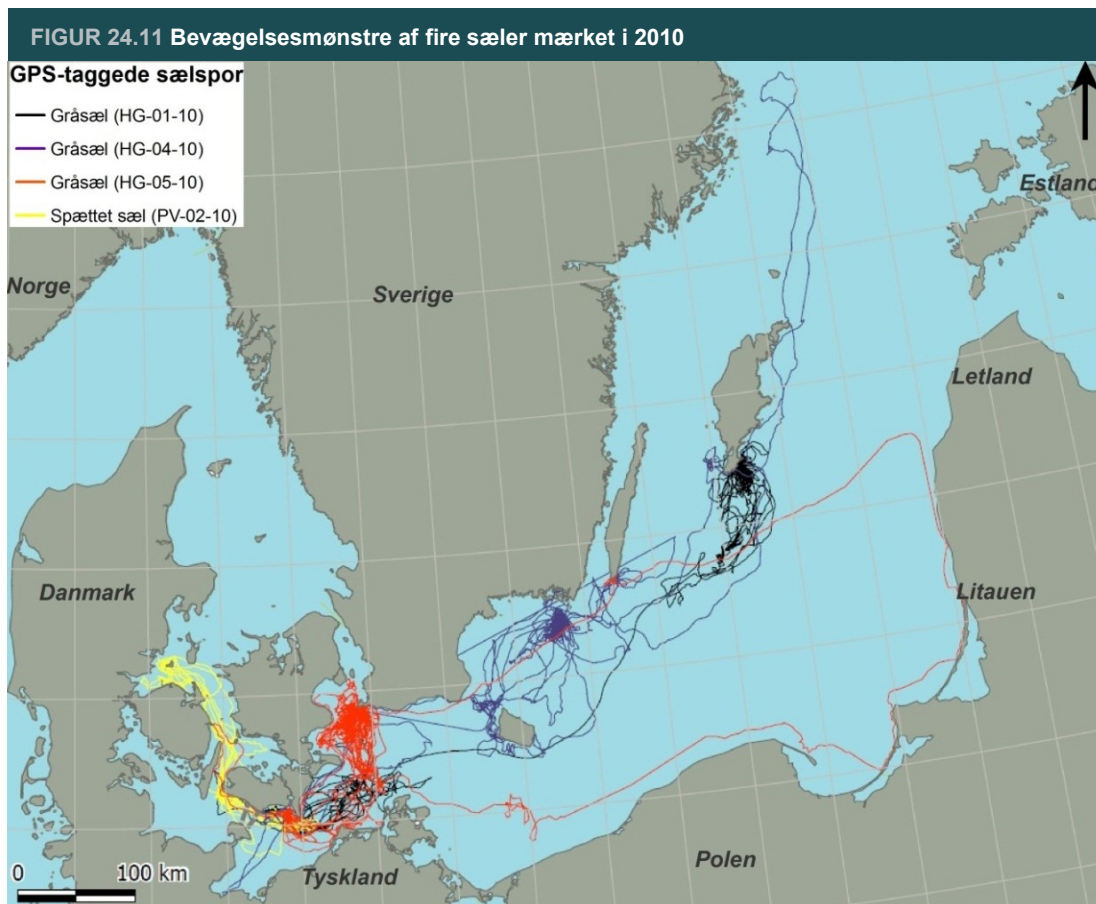 FIGUR 24.11 Bevægelsesmønstre af fire sæler mærket i 2010
GPS-taggede sælspor
Gråsæl (HG-01-10)
Gråsæl (HG-04-10)
Gråsæl (HG-05-10)
Spættet sæl (PV-02-10)
Estland
Norge
Sverige
Letland
Danmark
Litauen
Polen
Tyskland
0 100 km